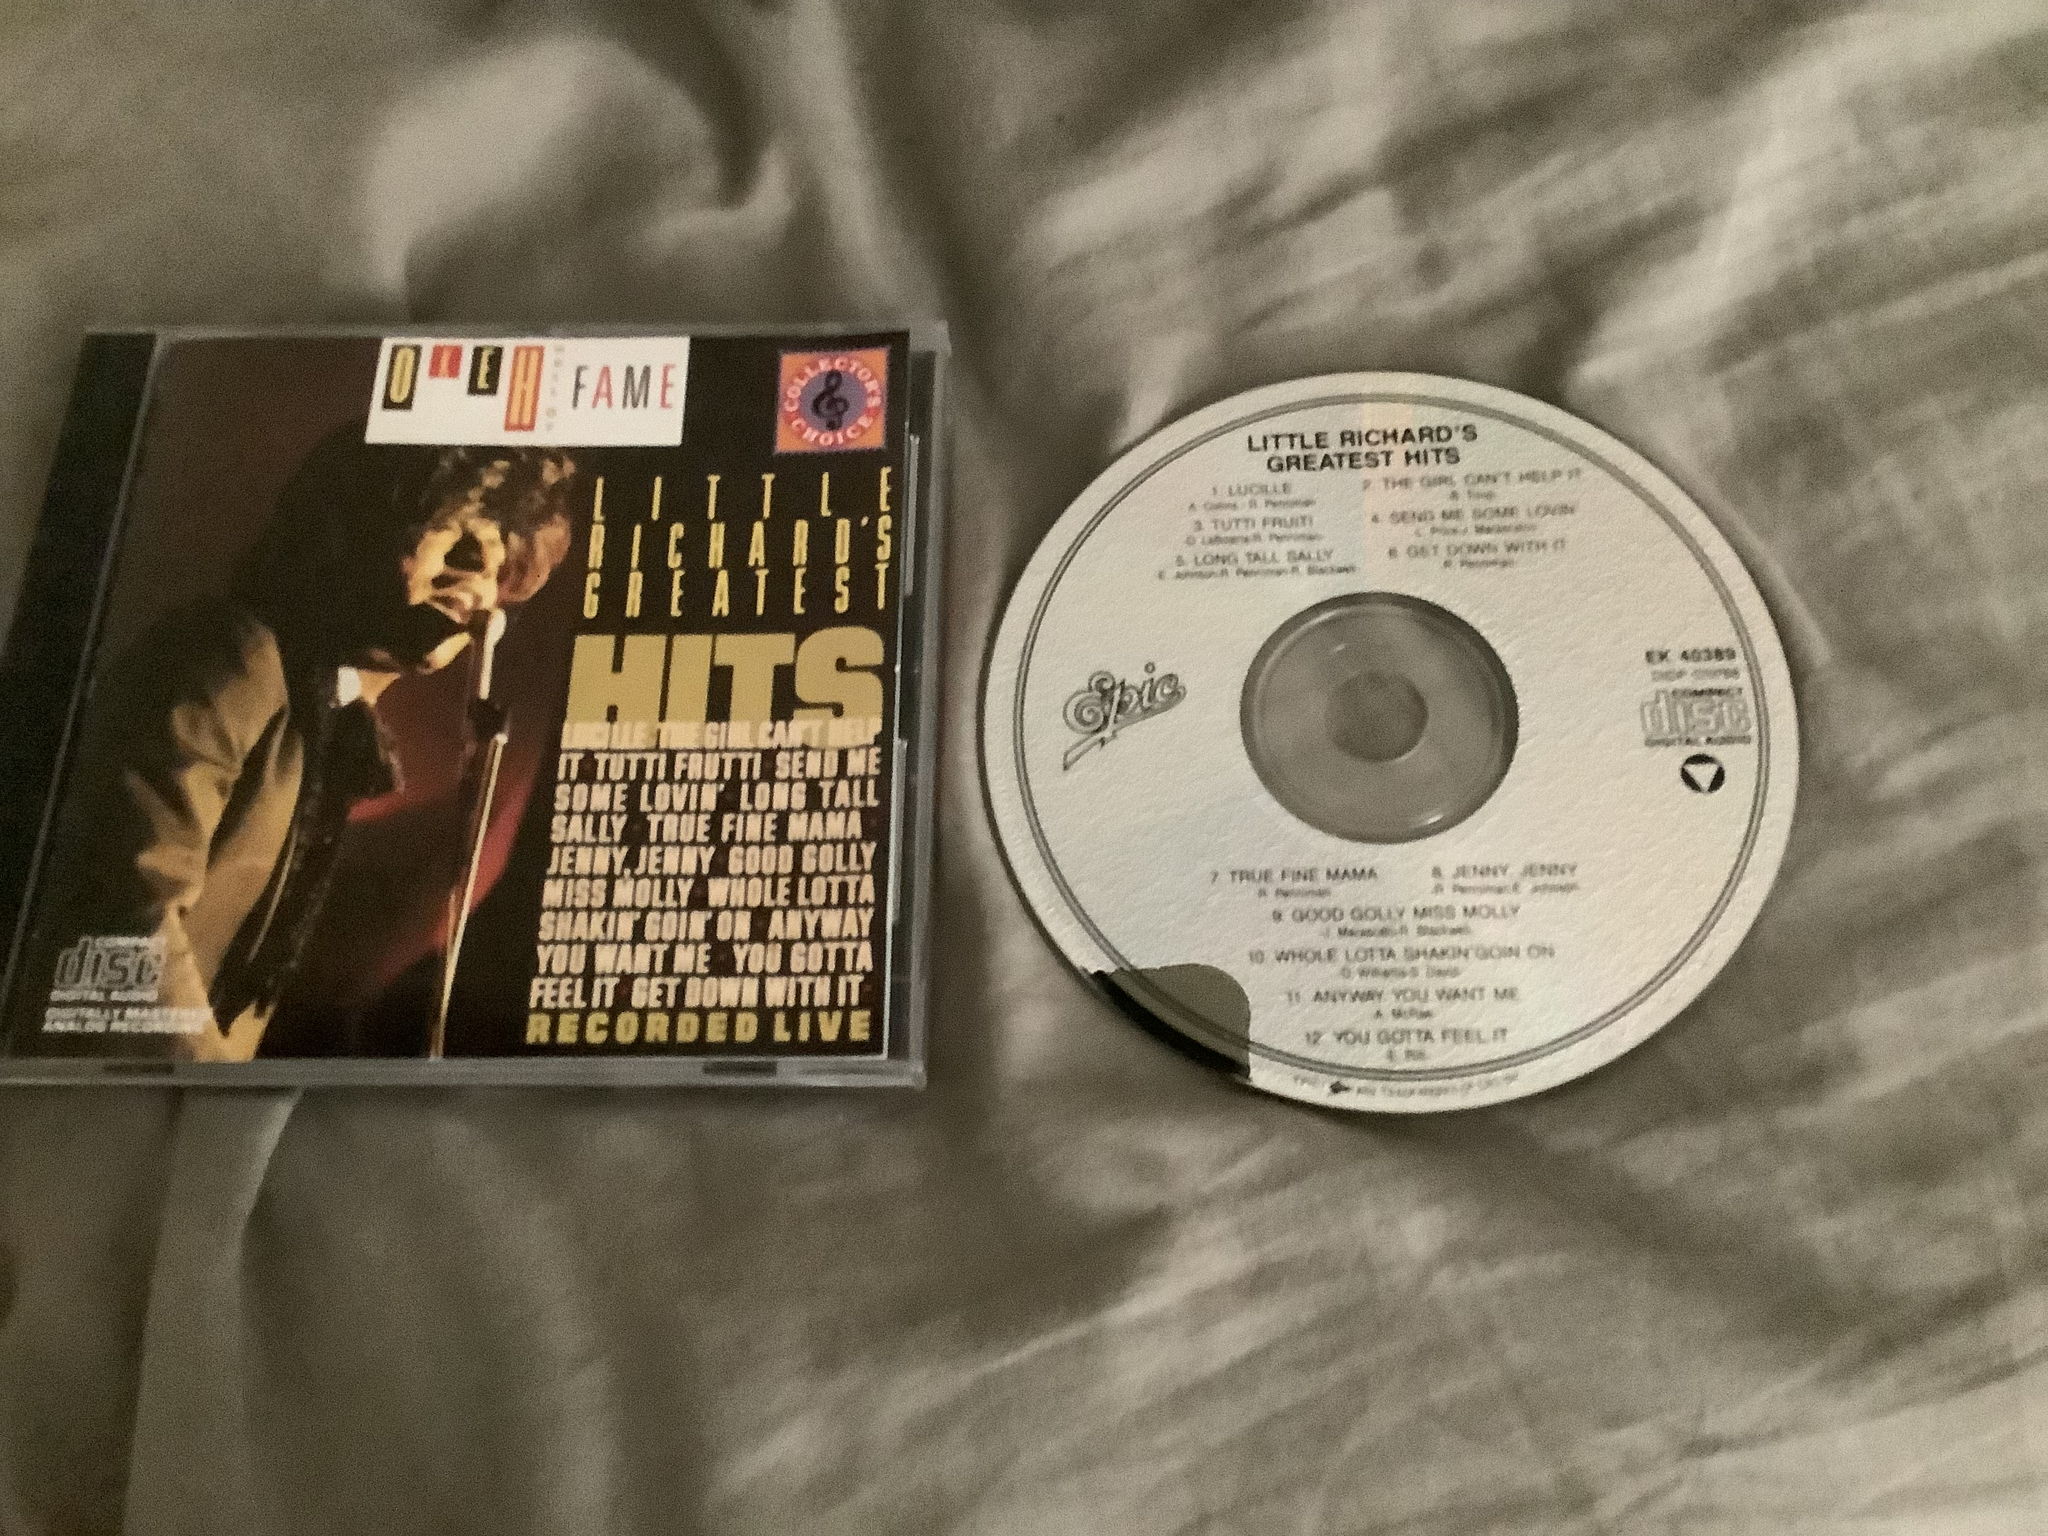 OLEH
FAME
COLLECTOR'S
CHOICE
LITTLE
RICHARD'S
GREATEST
HITS
LUCILLE THE GIRL CAN'T HELP
IT TUTTI FRUTTI SEND ME
SOME LOVIN' LONG TALL
SALLY TRUE FINE MAMA
JENNY, JENNY GOOD GOLLY
MISS MOLLY WHOLE LOTTA
SHAKIN' GOIN' ON ANYWAY
YOU WANT ME YOU GOTTA
FEEL IT GET DOWN WITH IT
RECORDED LIVE
COMPACT
disc
DIGITAL AUDIO
LITTLE RICHARD'S
GREATEST HITS
1. LUCILLE
2. THE GIRL CAN'T HELP IT
3. TUTTI FRUITI
4. SEND ME SOME LOVIN'
5. LONG TALL SALLY
6. GET DOWN WITH IT
R. Penniman
Epic
EK 40389
COMPACT
disc
DIGITAL AUDIO
7. TRUE FINE MAMA
R. Penniman
8. JENNY, JENNY
9. GOOD GOLLY MISS MOLLY
10. WHOLE LOTTA SHAKIN' GOIN ON
11. ANYWAY YOU WANT ME
12. YOU GOTTA FEEL IT